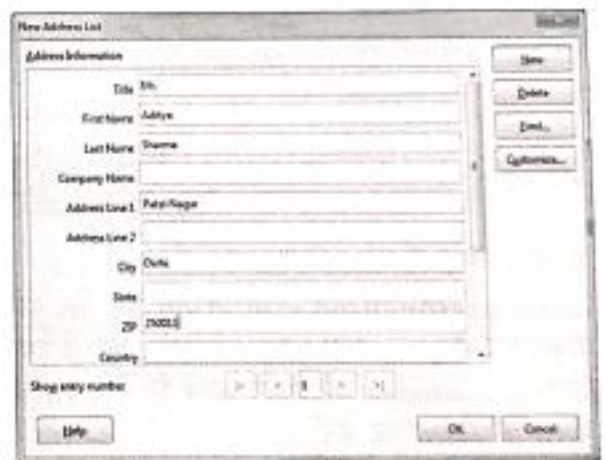 New Address List
Address Information
Title
First Name Aditya
Last Name Sharma
Company Name
Address Line 1 Patel Nagar
Address Line 2
City
State
ZIP
Country
Show entry number
New
Delete
Find...
Customize...
Help
OK
Cancel